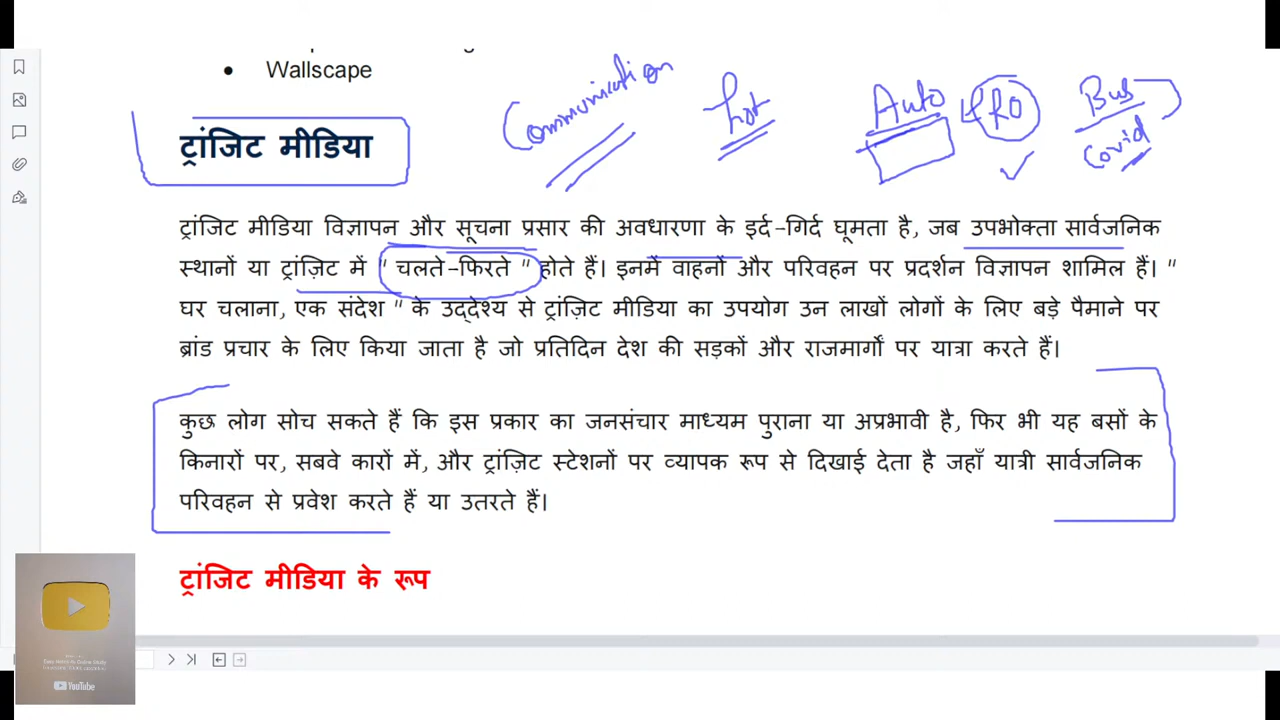 • Wallscape
Communication
Hot
Auto
Bus
Covid
ट्रांजिट मीडिया
ट्रांजिट मीडिया विज्ञापन और सूचना प्रसार की अवधारणा के इर्द-गिर्द घूमता है, जब उपभोक्ता सार्वजनिक
स्थानों या ट्रांज़िट में " चलते-फिरते " होते हैं। इनमें वाहनों और परिवहन पर प्रदर्शन विज्ञापन शामिल हैं। "
घर चलाना, एक संदेश " के उद्देश्य से ट्रांज़िट मीडिया का उपयोग उन लाखों लोगों के लिए बड़े पैमाने पर
ब्रांड प्रचार के लिए किया जाता है जो प्रतिदिन देश की सड़कों और राजमार्गों पर यात्रा करते हैं।
कुछ लोग सोच सकते हैं कि इस प्रकार का जनसंचार माध्यम पुराना या अप्रभावी है, फिर भी यह बसों के
किनारों पर, सबवे कारों में, और ट्रांज़िट स्टेशनों पर व्यापक रूप से दिखाई देता है जहाँ यात्री सार्वजनिक
परिवहन से प्रवेश करते हैं या उतरते हैं।
ट्रांजिट मीडिया के रूप
YouTube